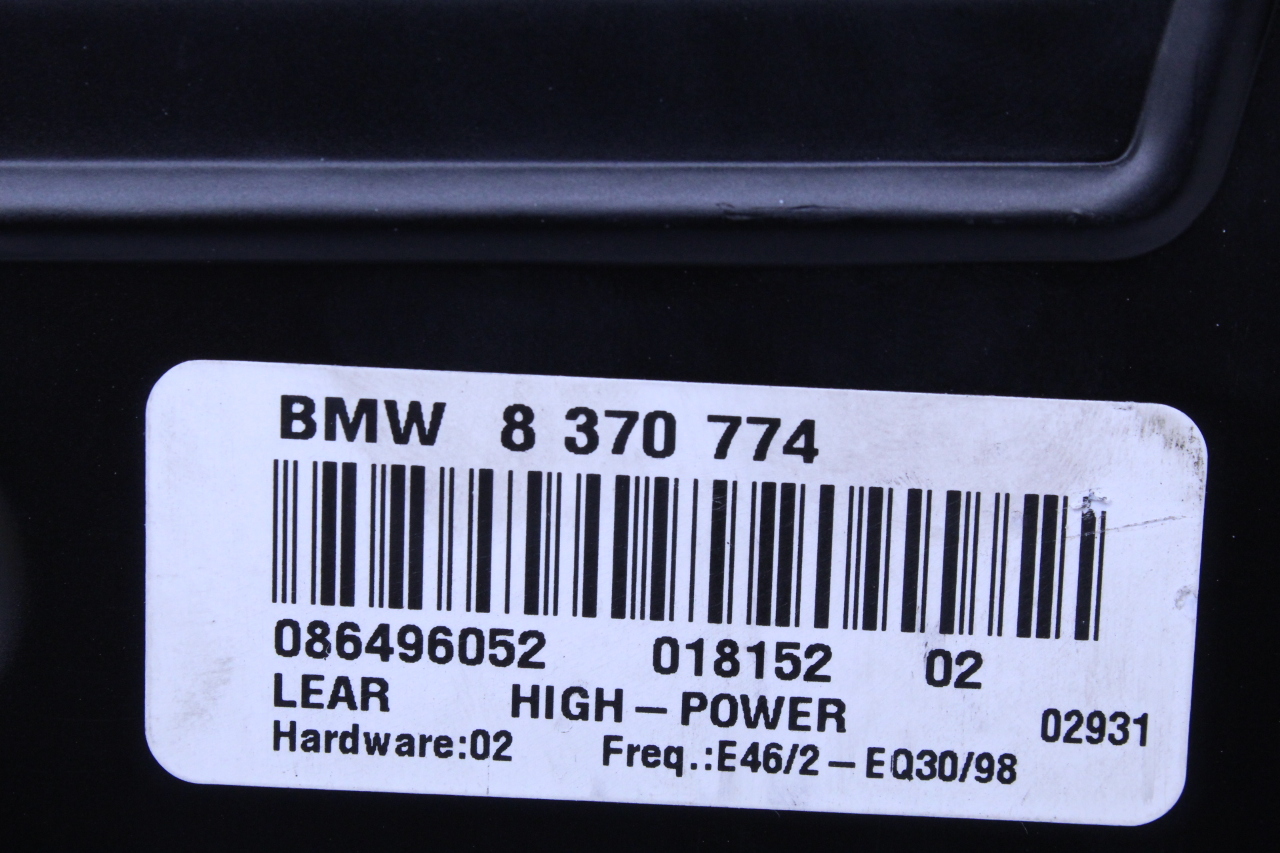 BMW 8 370 774
086496052 018152 02
LEAR HIGH-POWER 02931
Hardware:02 Freq.:E46/2-EQ30/98